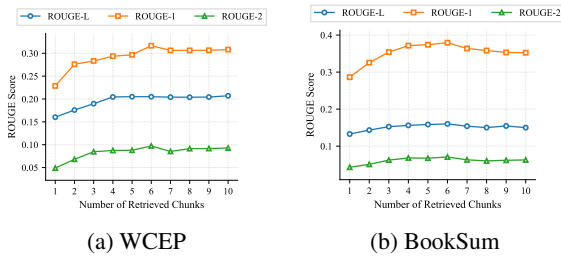 ROUGE-L ROUGE-1 ROUGE-2
0.30
0.25
0.20
0.15
0.10
0.05
ROUGE Score
1 2 3 4 5 6 7 8 9 10
Number of Retrieved Chunks
(a) WCEP
ROUGE-L ROUGE-1 ROUGE-2
0.4
0.3
0.2
0.1
ROUGE Score
1 2 3 4 5 6 7 8 9 10
Number of Retrieved Chunks
(b) BookSum